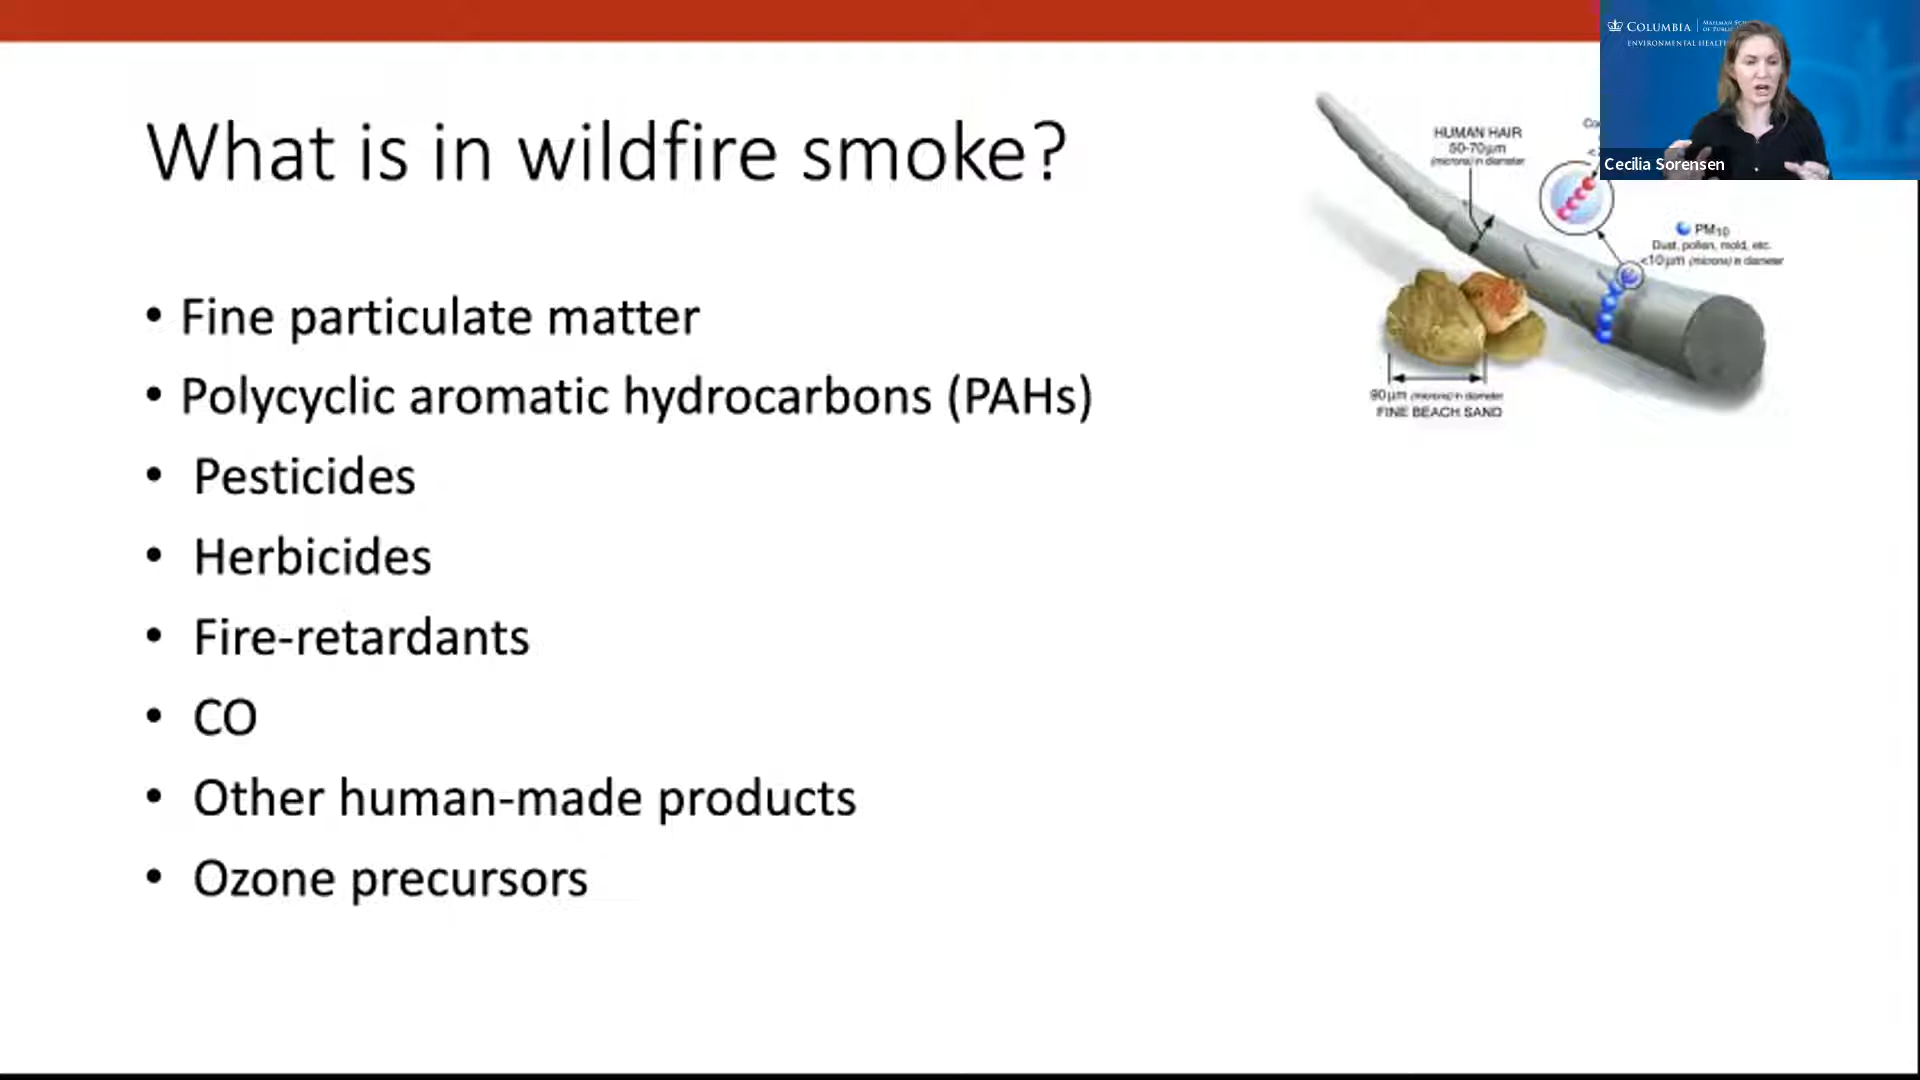 What is in wildfire smoke?
• Fine particulate matter
• Polycyclic aromatic hydrocarbons (PAHs)
• Pesticides
• Herbicides
• Fire-retardants
• CO
• Other human-made products
• Ozone precursors
HUMAN HAIR
50-70µm
(microns) in diameter
PM10
Dust, pollen, mold, etc.
<10µm (microns) in diameter
90µm (microns) in diameter
FINE BEACH SAND
COLUMBIA
ENVIRONMENTAL HEALTH
Cecilia Sorensen